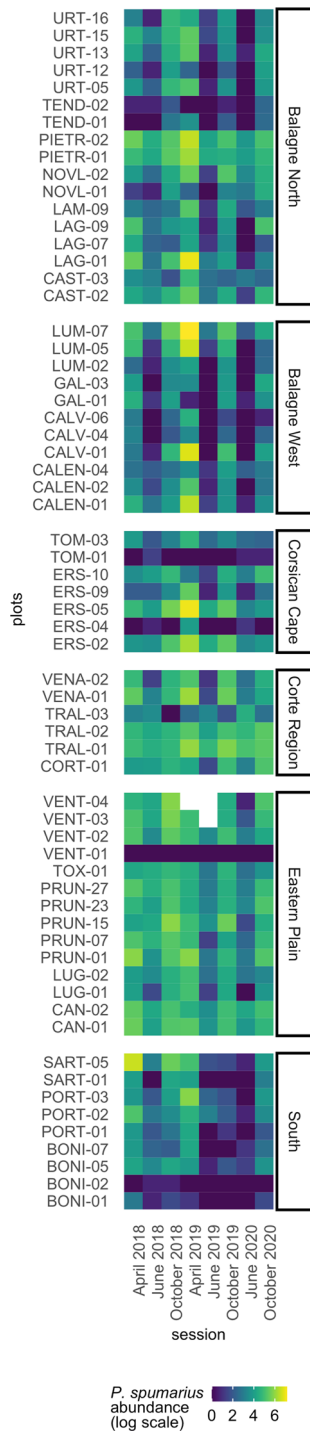 URT-16
URT-15
URT-13
URT-12
URT-05
TEND-02
TEND-01
PIETR-02
PIETR-01
NOVL-02
NOVL-01
LAM-09
LAG-09
LAG-07
LAG-01
CAST-03
CAST-02
Balagne North
LUM-07
LUM-05
LUM-02
GAL-03
GAL-01
CALV-06
CALV-04
CALV-01
CALEN-04
CALEN-02
CALEN-01
Balagne West
TOM-03
TOM-01
ERS-10
ERS-09
ERS-05
ERS-04
ERS-02
Corsican Cape
plots
VENA-02
VENA-01
TRAL-03
TRAL-02
TRAL-01
CORT-01
Corte Region
VENT-04
VENT-03
VENT-02
VENT-01
TOX-01
PRUN-27
PRUN-23
PRUN-15
PRUN-07
PRUN-01
LUG-02
LUG-01
CAN-02
CAN-01
Eastern Plain
SART-05
SART-01
PORT-03
PORT-02
PORT-01
BONI-07
BONI-05
BONI-02
BONI-01
South
April 2018
June 2018
October 2018
April 2019
June 2019
October 2019
June 2020
October 2020
session
P. spumarius
abundance
(log scale)
0 2 4 6